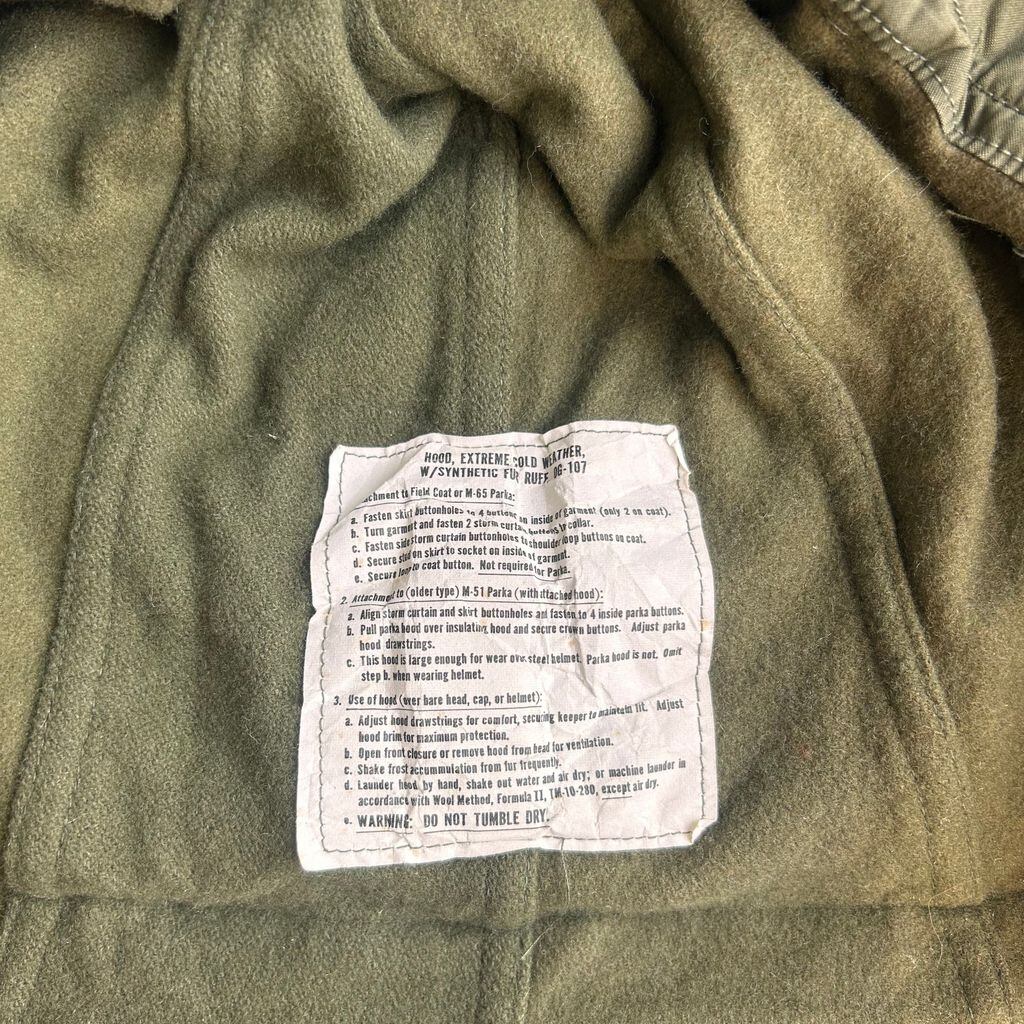 HOOD, EXTREME COLD WEATHER,
W/SYNTHETIC FUR RUFF, OG-107
Attachment to Field Coat or M-65 Parka:
a. Fasten skirt buttonholes to 4 buttons on inside of garment (only 2 on coat).
b. Turn garment and fasten 2 storm curtain buttons to collar.
c. Fasten side storm curtain buttonholes to shoulder loop buttons on coat.
d. Secure stud on skirt to socket on inside of garment.
e. Secure loop to coat button. Not required for Parka.
2. Attachment to (older type) M-51 Parka (with attached hood):
a. Align storm curtain and skirt buttonholes and fasten to 4 inside parka buttons.
b. Pull parka hood over insulating hood and secure crown buttons. Adjust parka
hood drawstrings.
c. This hood is large enough for wear over steel helmet. Parka hood is not. Omit
step b. when wearing helmet.
3. Use of hood (over bare head, cap, or helmet):
a. Adjust hood drawstrings for comfort, securing keeper to maintain fit. Adjust
hood brim for maximum protection.
b. Open front closure or remove hood from head for ventilation.
c. Shake frost accummulation from fur frequently.
d. Launder hood by hand, shake out water and air dry; or machine launder in
accordance with Wool Method, Formula II, TM-10-280, except air dry.
e. WARNING: DO NOT TUMBLE DRY.